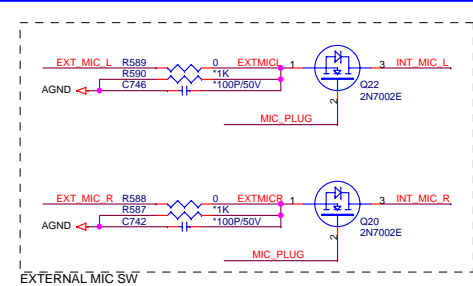 EXT_MIC_L R589 0 EXTMICL 1 3 INT_MIC_L
R590 *1K
C746 *100P/50V
AGND
Q22
2N7002E
2
MIC_PLUG
EXT_MIC_R R588 0 EXTMICR 1 3 INT_MIC_R
R587 *1K
C742 *100P/50V
AGND
Q20
2N7002E
2
MIC_PLUG
EXTERNAL MIC SW